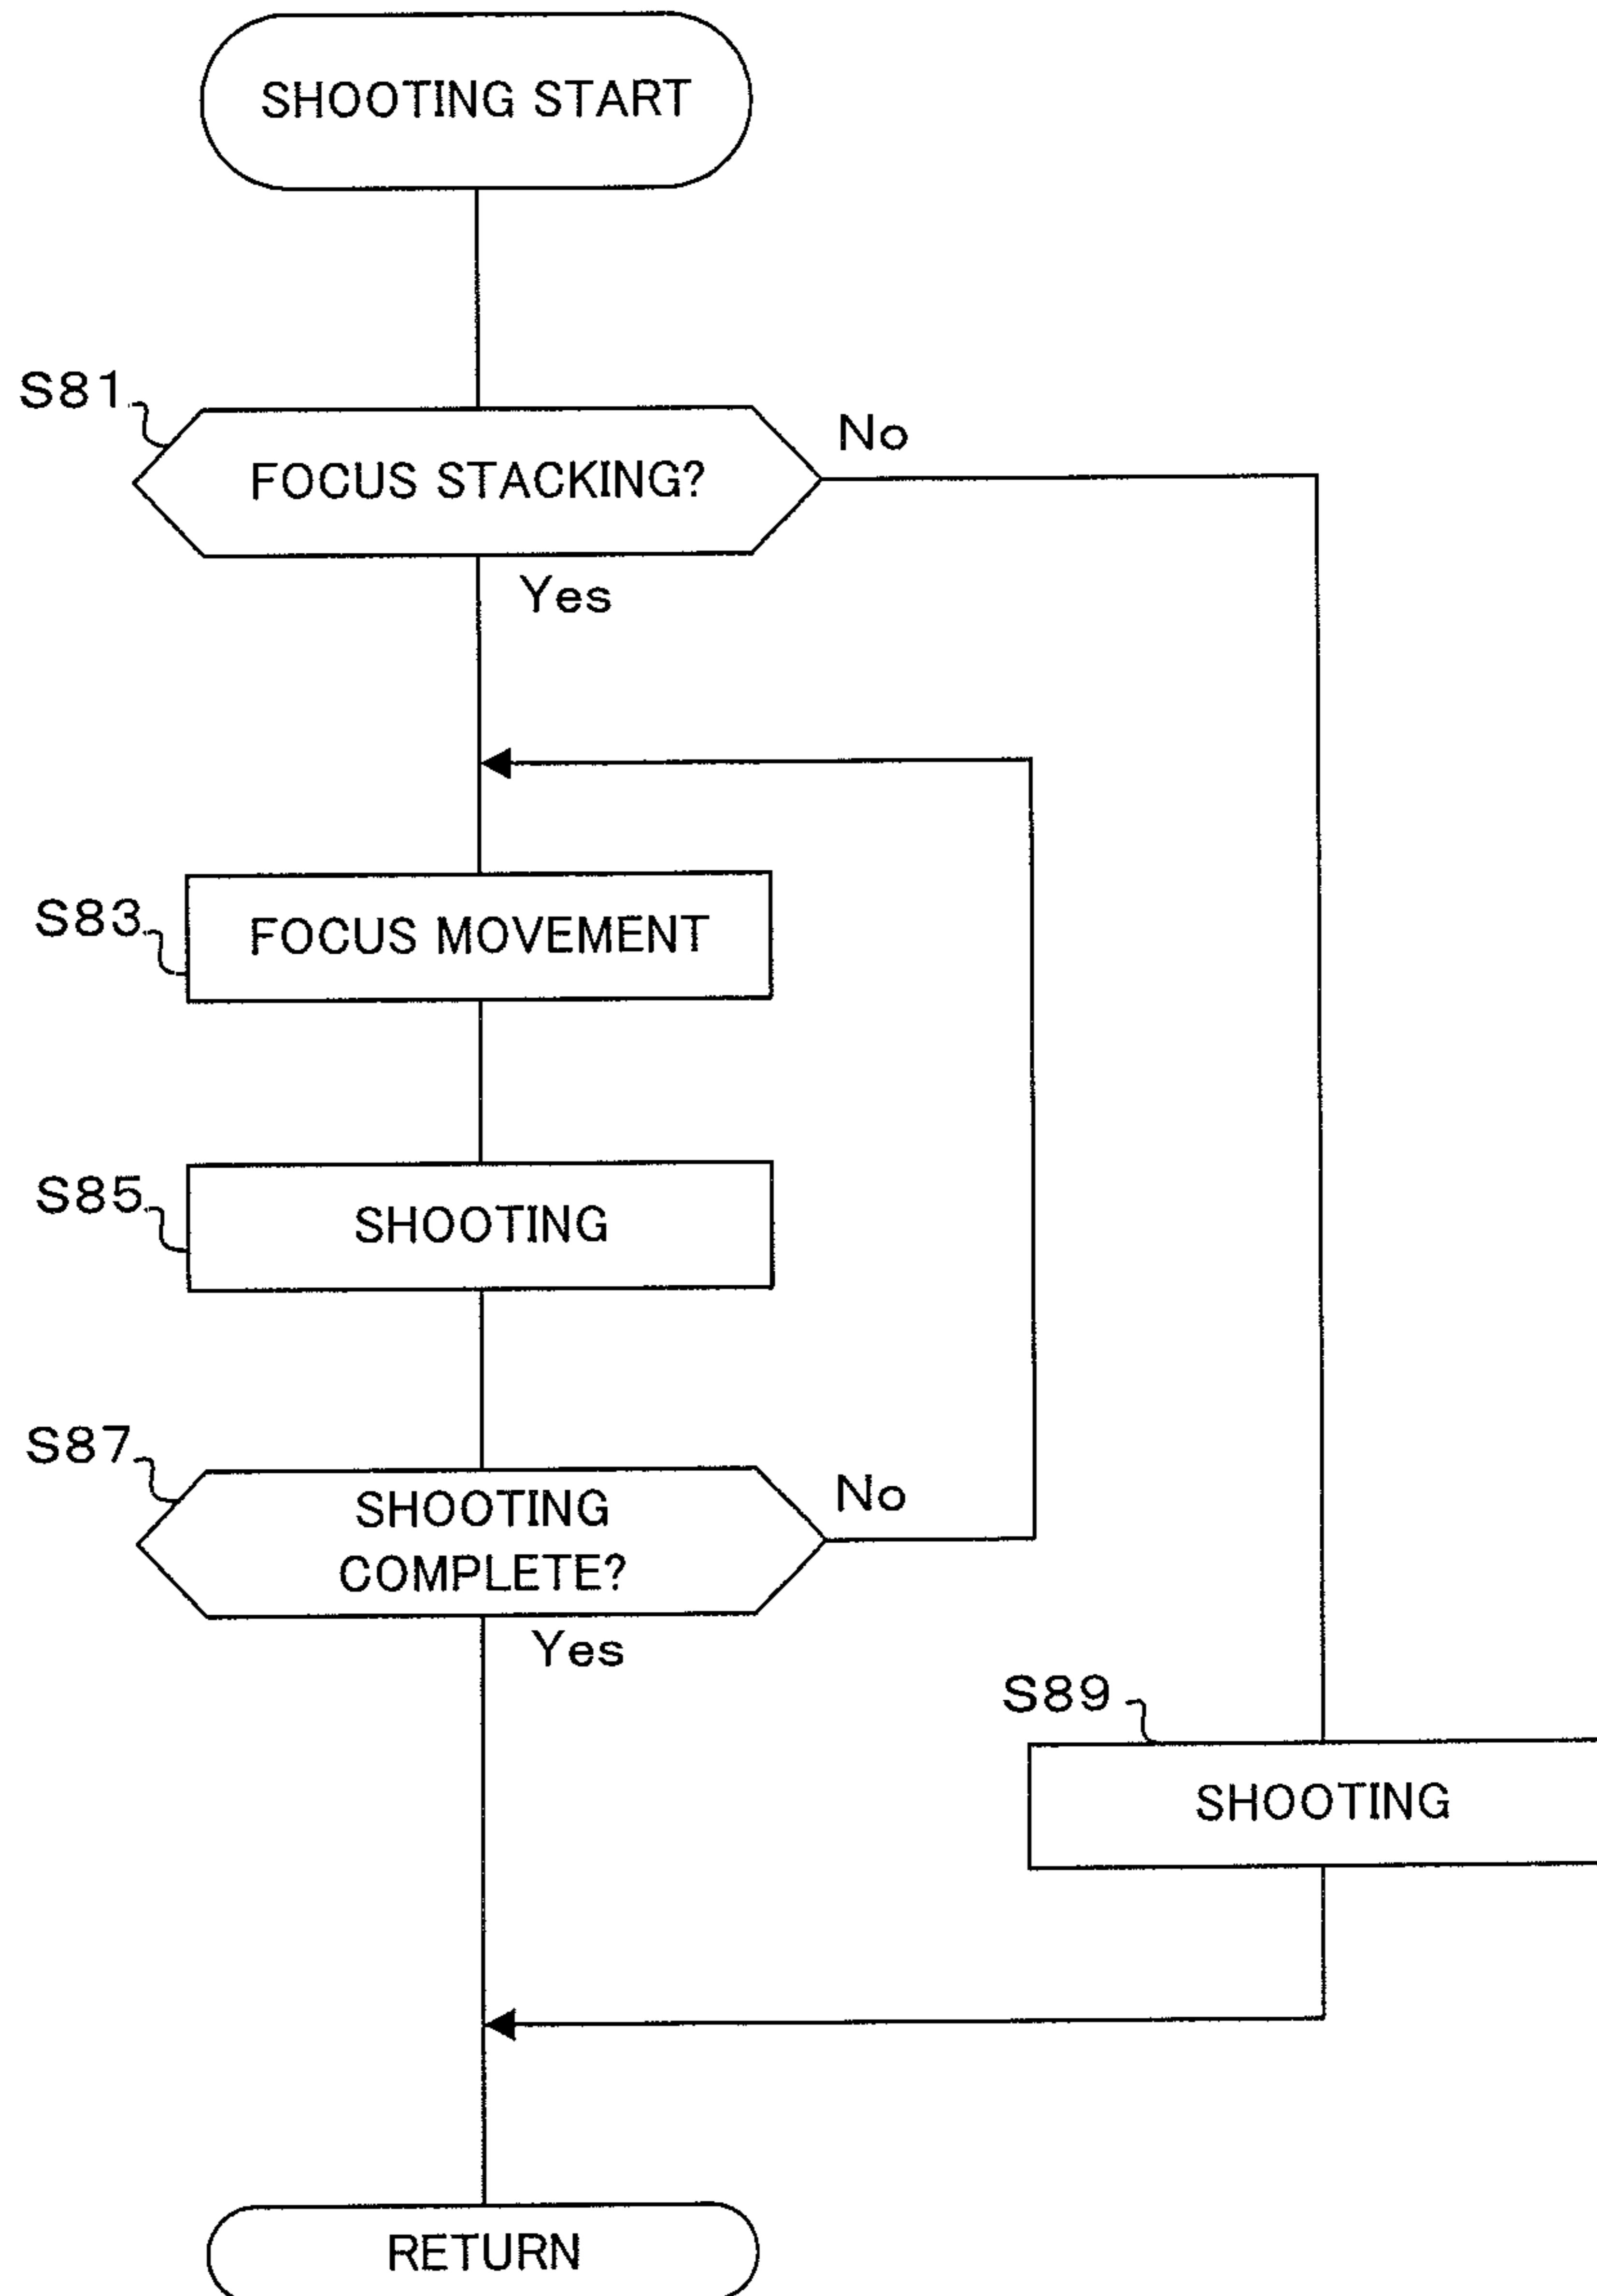 SHOOTING START
S81
FOCUS STACKING?
No
Yes
S83
FOCUS MOVEMENT
S85
SHOOTING
S87
SHOOTING
COMPLETE?
No
Yes
S89
SHOOTING
RETURN